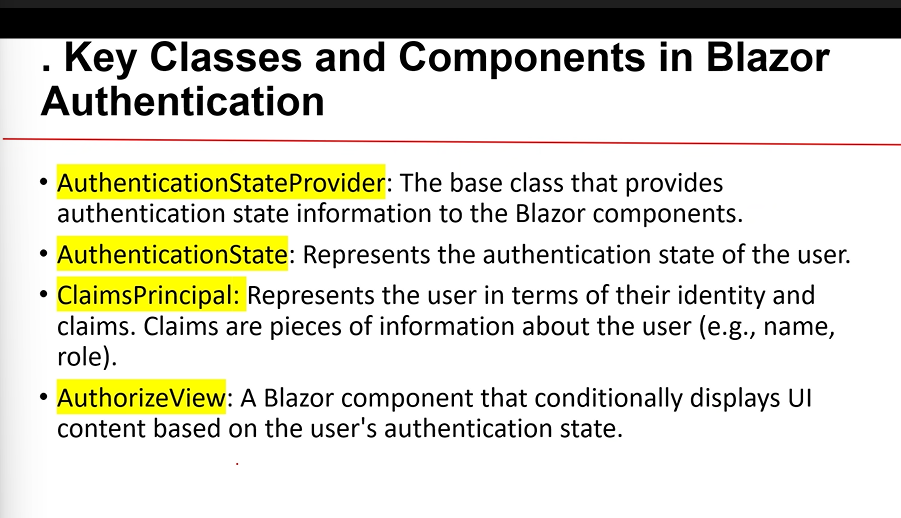 . Key Classes and Components in Blazor
Authentication
• AuthenticationStateProvider: The base class that provides
authentication state information to the Blazor components.
• AuthenticationState: Represents the authentication state of the user.
• ClaimsPrincipal: Represents the user in terms of their identity and
claims. Claims are pieces of information about the user (e.g., name,
role).
• AuthorizeView: A Blazor component that conditionally displays UI
content based on the user's authentication state.